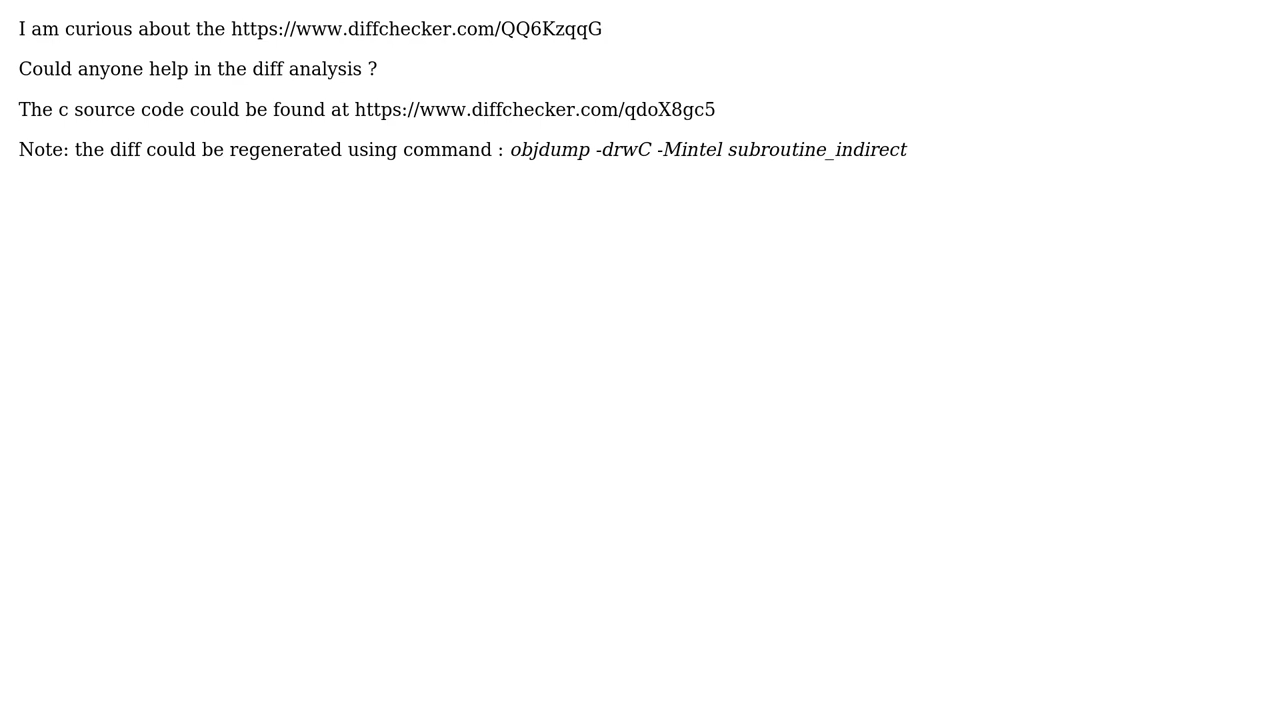 I am curious about the https://www.diffchecker.com/QQ6KzqqG
Could anyone help in the diff analysis ?
The c source code could be found at https://www.diffchecker.com/qdoX8gc5
Note: the diff could be regenerated using command : objdump -drwC -Mintel subroutine_indirect